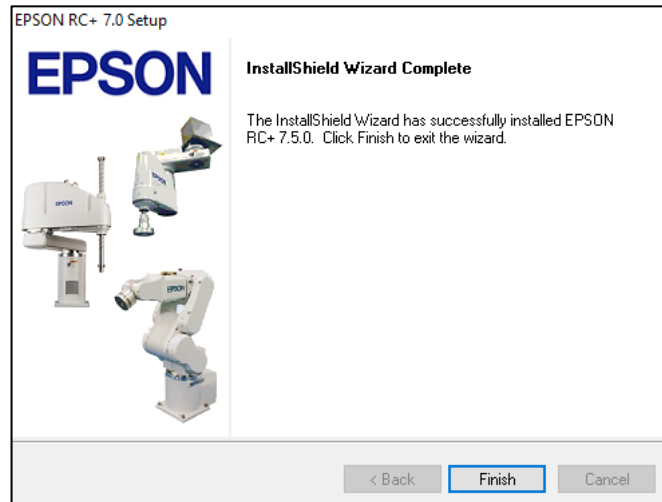 EPSON RC+ 7.0 Setup
EPSON
InstallShield Wizard Complete
The InstallShield Wizard has successfully installed EPSON
RC+ 7.5.0.  Click Finish to exit the wizard.
EPSON
EPSON
EPSON
< Back
Finish
Cancel